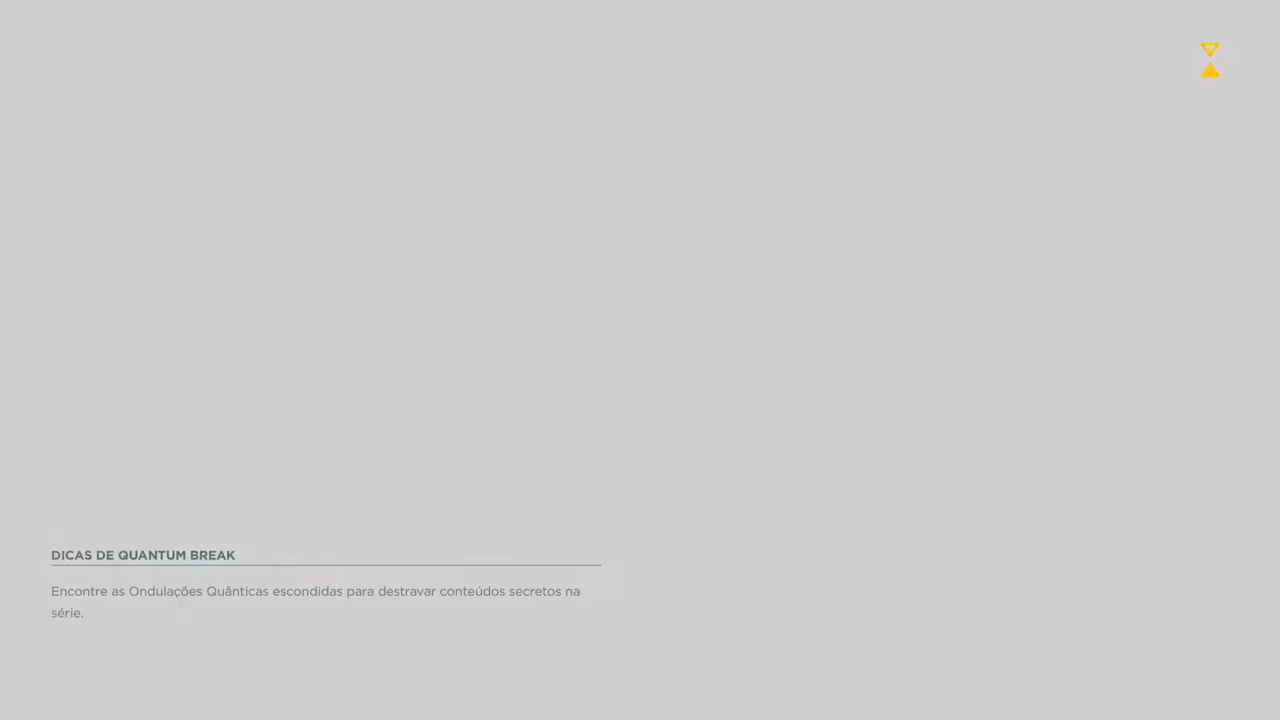 DICAS DE QUANTUM BREAK
Encontre as Ondulações Quânticas escondidas para destravar conteúdos secretos na
série.